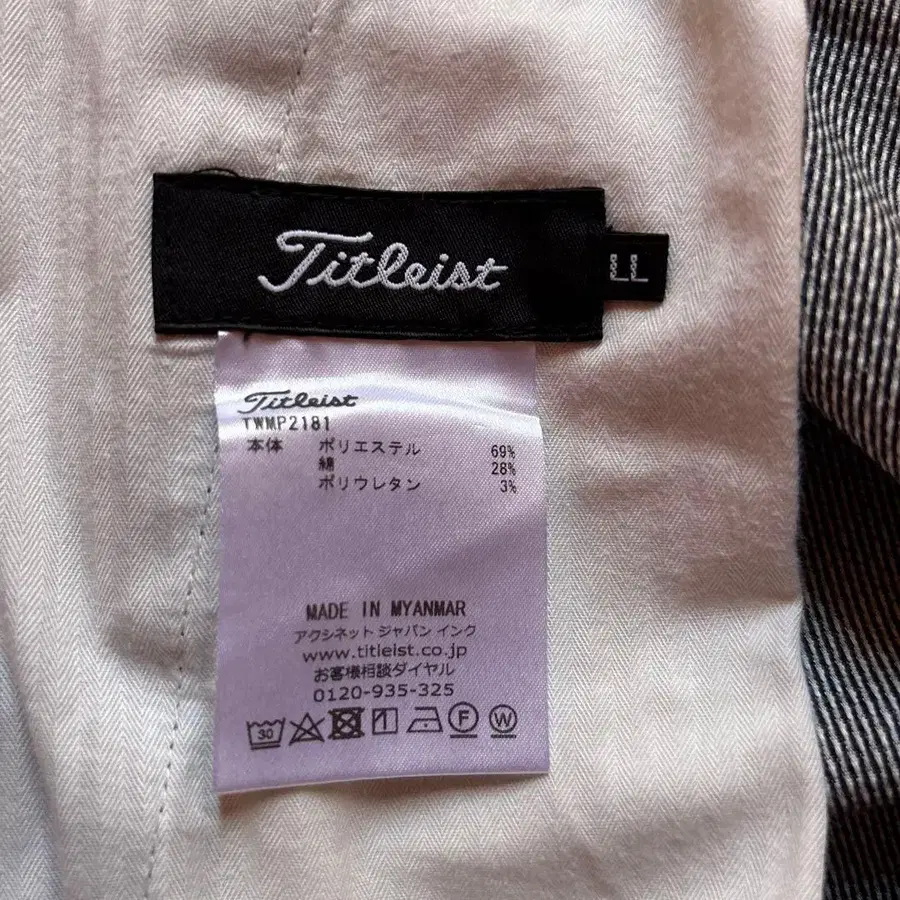 Titleist
LL
Titleist
TWMP2181
本体 ポリエステル 69%
綿 28%
ポリウレタン 3%
MADE IN MYANMAR
アクシネット ジャパン インク
www.titleist.co.jp
お客様相談ダイヤル
0120-935-325
30 F W